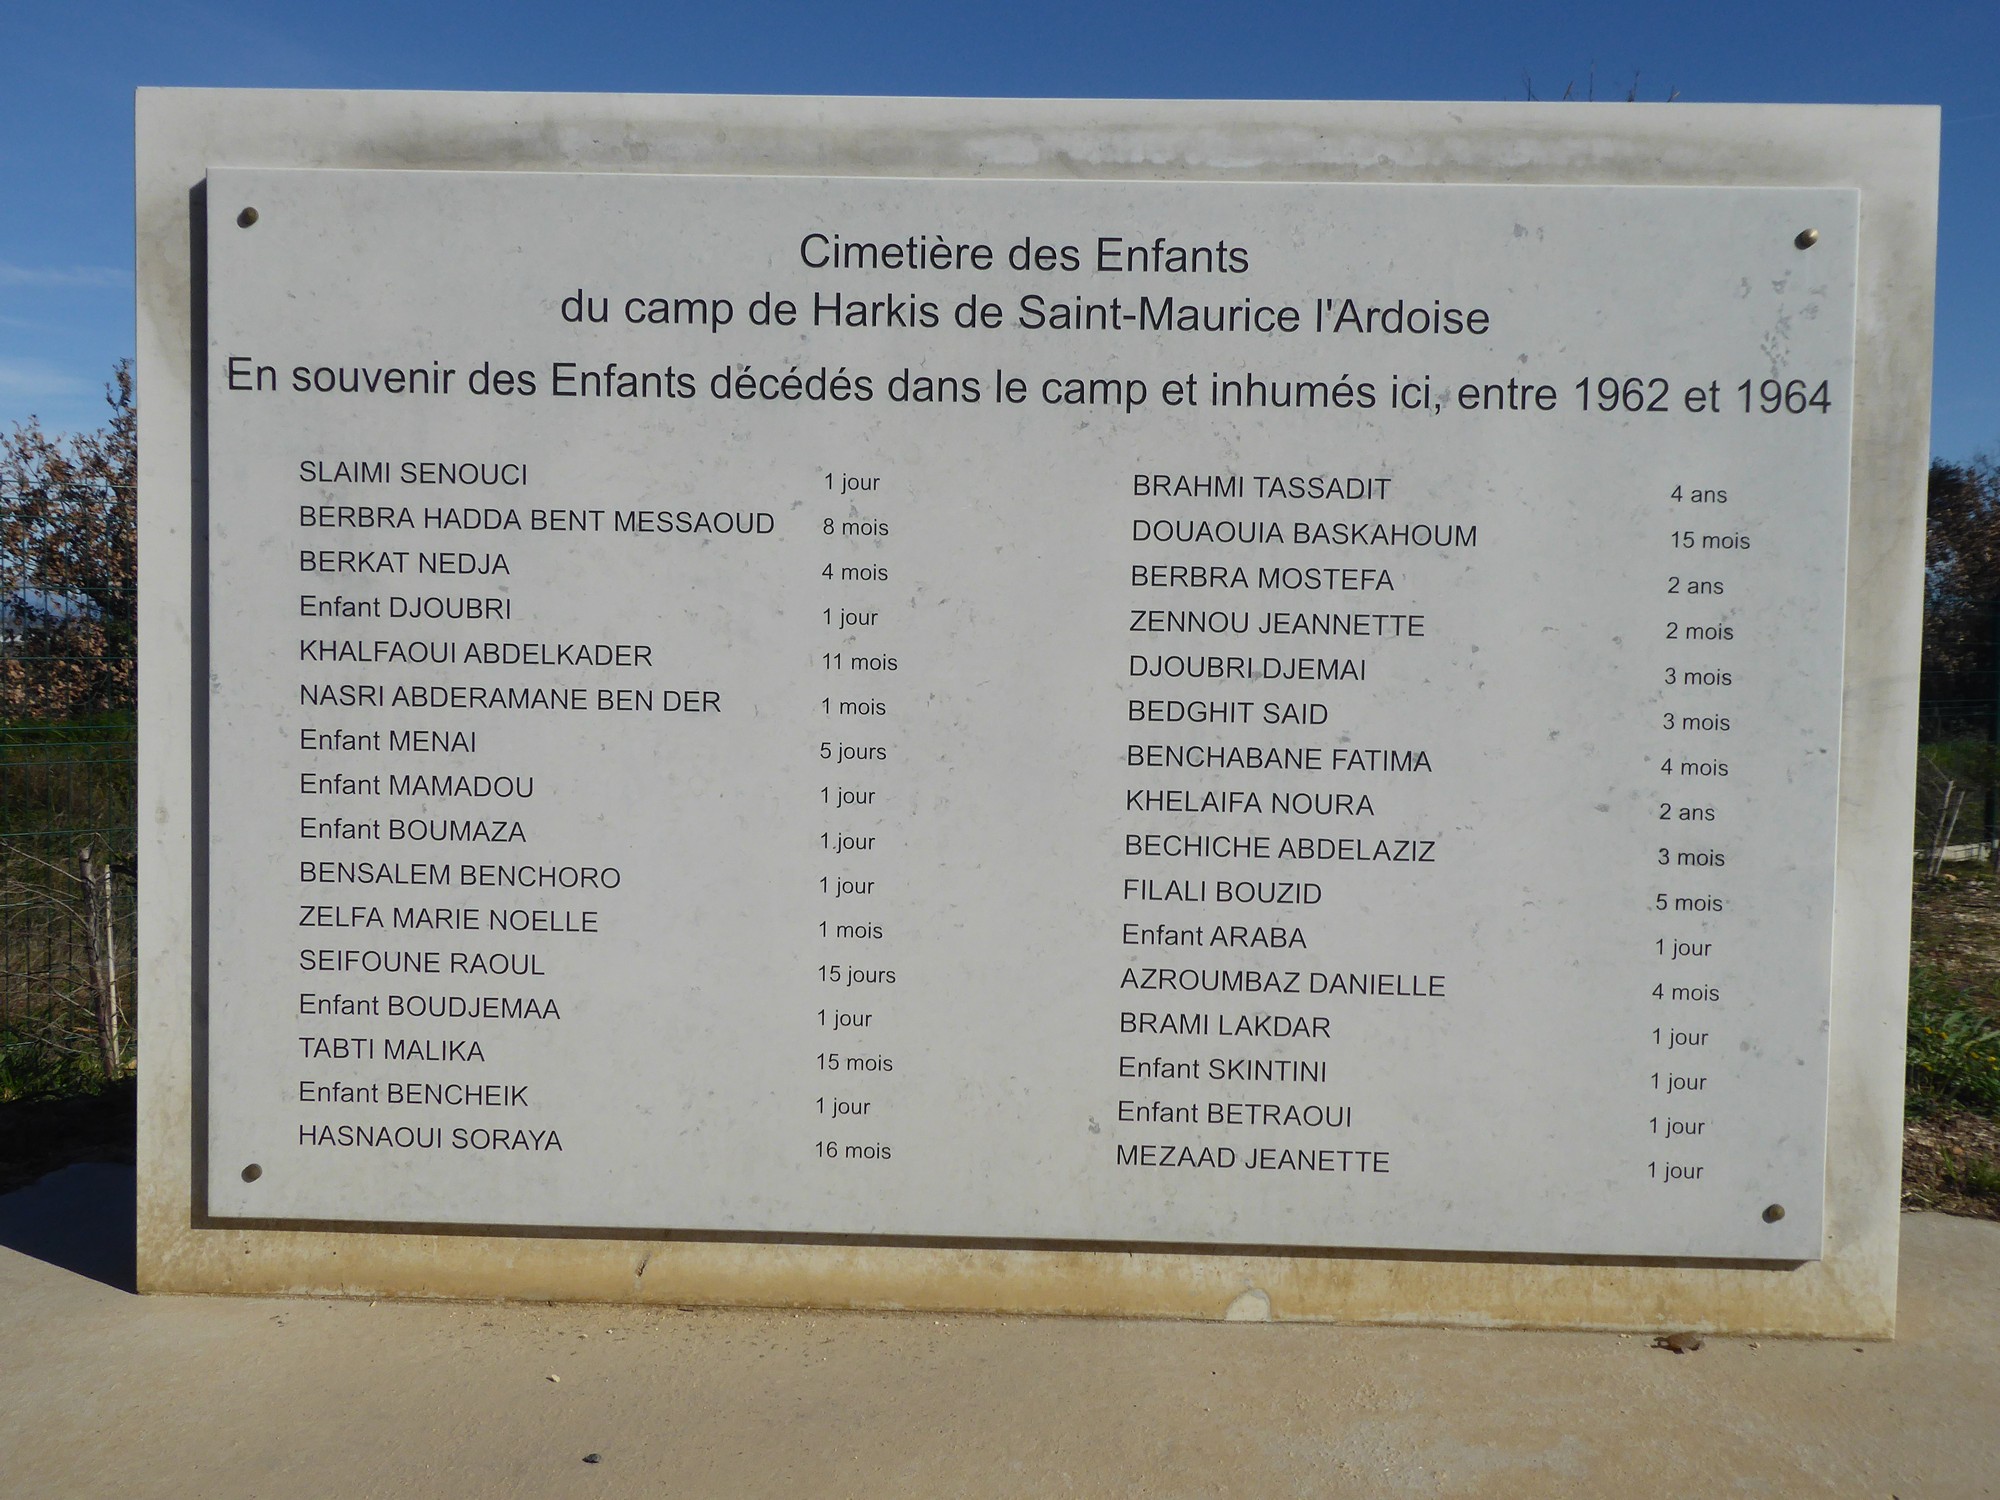 Cimetière des Enfants
du camp de Harkis de Saint-Maurice l'Ardoise
En souvenir des Enfants décédés dans le camp et inhumés ici, entre 1962 et 1964
SLAIMI SENOUCI 1 jour
BERBRA HADDA BENT MESSAOUD 8 mois
BERKAT NEDJA 4 mois
Enfant DJOUBRI 1 jour
KHALFAOUI ABDELKADER 11 mois
NASRI ABDERAMANE BEN DER 1 mois
Enfant MENAI 5 jours
Enfant MAMADOU 1 jour
Enfant BOUMAZA 1 jour
BENSALEM BENCHORO 1 jour
ZELFA MARIE NOELLE 1 mois
SEIFOUNE RAOUL 15 jours
Enfant BOUDJEMAA 1 jour
TABTI MALIKA 15 mois
Enfant BENCHEIK 1 jour
HASNAOUI SORAYA 16 mois
BRAHMI TASSADIT 4 ans
DOUAOUIA BASKAHOUM 15 mois
BERBRA MOSTEFA 2 ans
ZENNOU JEANNETTE 2 mois
DJOUBRI DJEMAI 3 mois
BEDGHIT SAID 3 mois
BENCHABANE FATIMA 4 mois
KHELAIFA NOURA 2 ans
BECHICHE ABDELAZIZ 3 mois
FILALI BOUZID 5 mois
Enfant ARABA 1 jour
AZROUMBAZ DANIELLE 4 mois
BRAMI LAKDAR 1 jour
Enfant SKINTINI 1 jour
Enfant BETRAOUI 1 jour
MEZAAD JEANETTE 1 jour